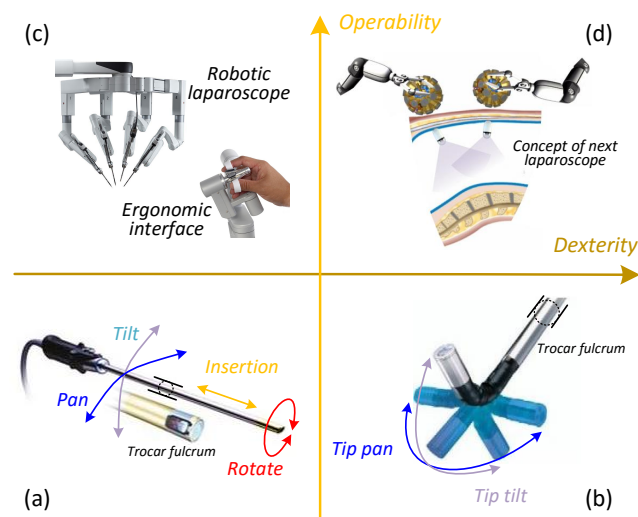 (c)
Operability
(d)
Robotic
laparoscope
Ergonomic
interface
Concept of next
laparoscope
Dexterity
Tilt
Insertion
Pan
Trocar fulcrum
Rotate
(a)
Trocar fulcrum
Tip pan
Tip tilt
(b)